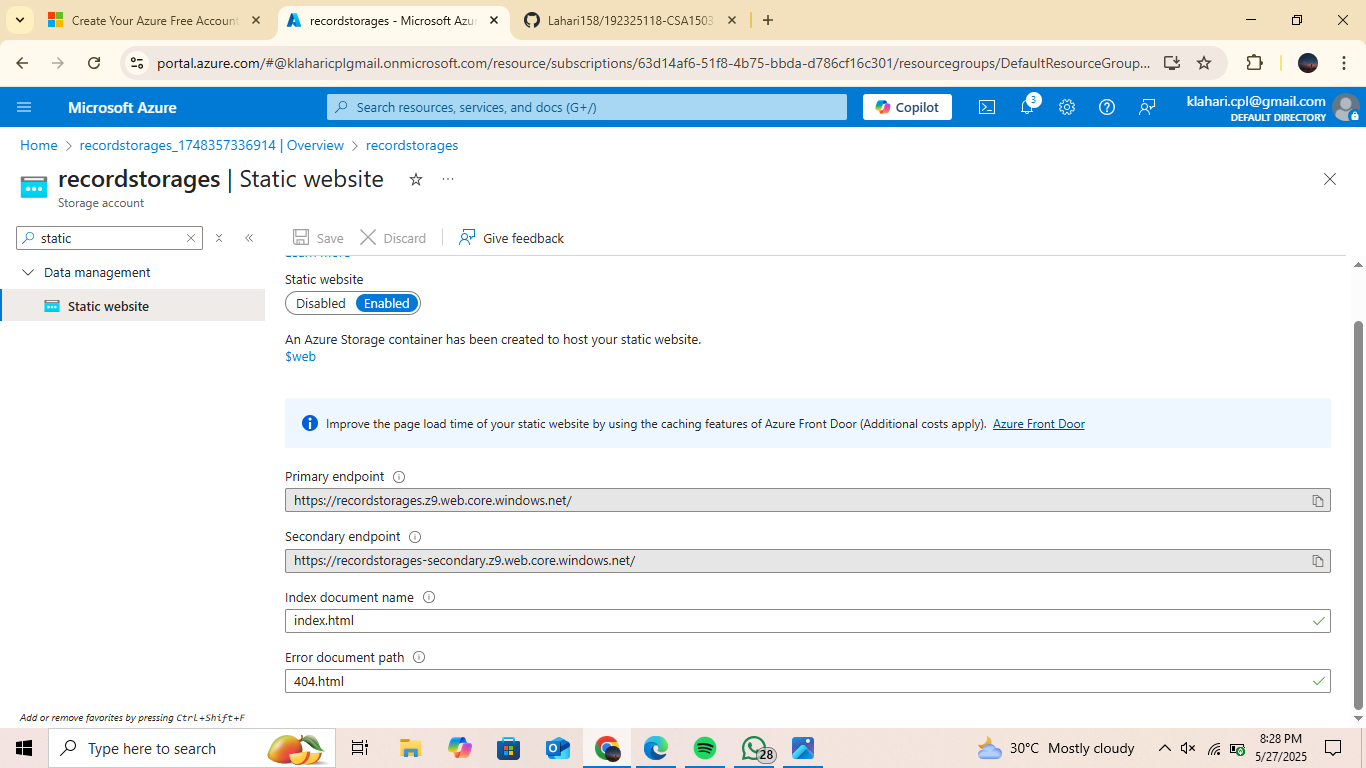 Create Your Azure Free Account
recordstorages - Microsoft Azu
Lahari158/192325118-CSA1503
portal.azure.com/#@klaharicplgmail.onmicrosoft.com/resource/subscriptions/63d14af6-51f8-4b75-bbda-d786cf16c301/resourcegroups/DefaultResourceGroup...
Microsoft Azure
Search resources, services, and docs (G+/)
Copilot
3
klahari.cpl@gmail.com
DEFAULT DIRECTORY
Home > recordstorages_1748357336914 | Overview > recordstorages
recordstorages | Static website
Storage account
static
Save
Discard
Give feedback
Learn more
Data management
Static website
Static website
Disabled
Enabled
An Azure Storage container has been created to host your static website.
$web
Improve the page load time of your static website by using the caching features of Azure Front Door (Additional costs apply). Azure Front Door
Primary endpoint
https://recordstorages.z9.web.core.windows.net/
Secondary endpoint
https://recordstorages-secondary.z9.web.core.windows.net/
Index document name
index.html
Error document path
404.html
Add or remove favorites by pressing Ctrl+Shift+F
Type here to search
28
30°C Mostly cloudy
8:28 PM
5/27/2025